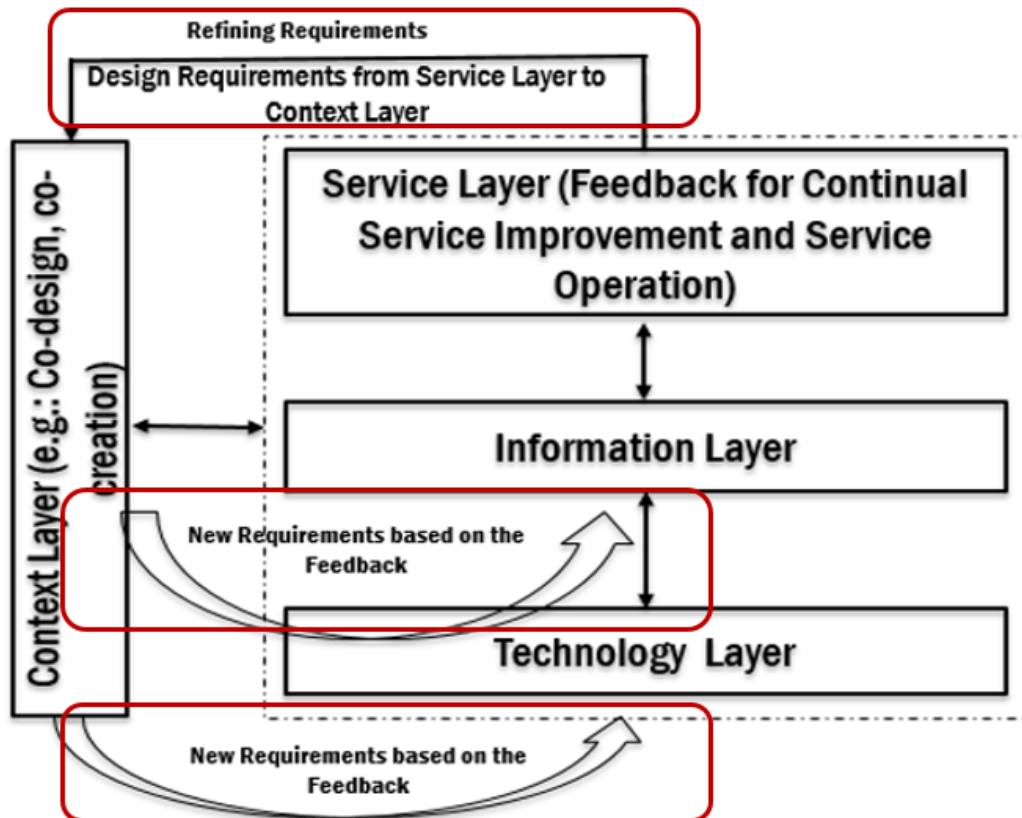 Refining Requirements
Design Requirements from Service Layer to
Context Layer
Context Layer (e.g.: Co-design, co-
creation)
Service Layer (Feedback for Continual
Service Improvement and Service
Operation)
Information Layer
New Requirements based on the
Feedback
Technology Layer
New Requirements based on the
Feedback